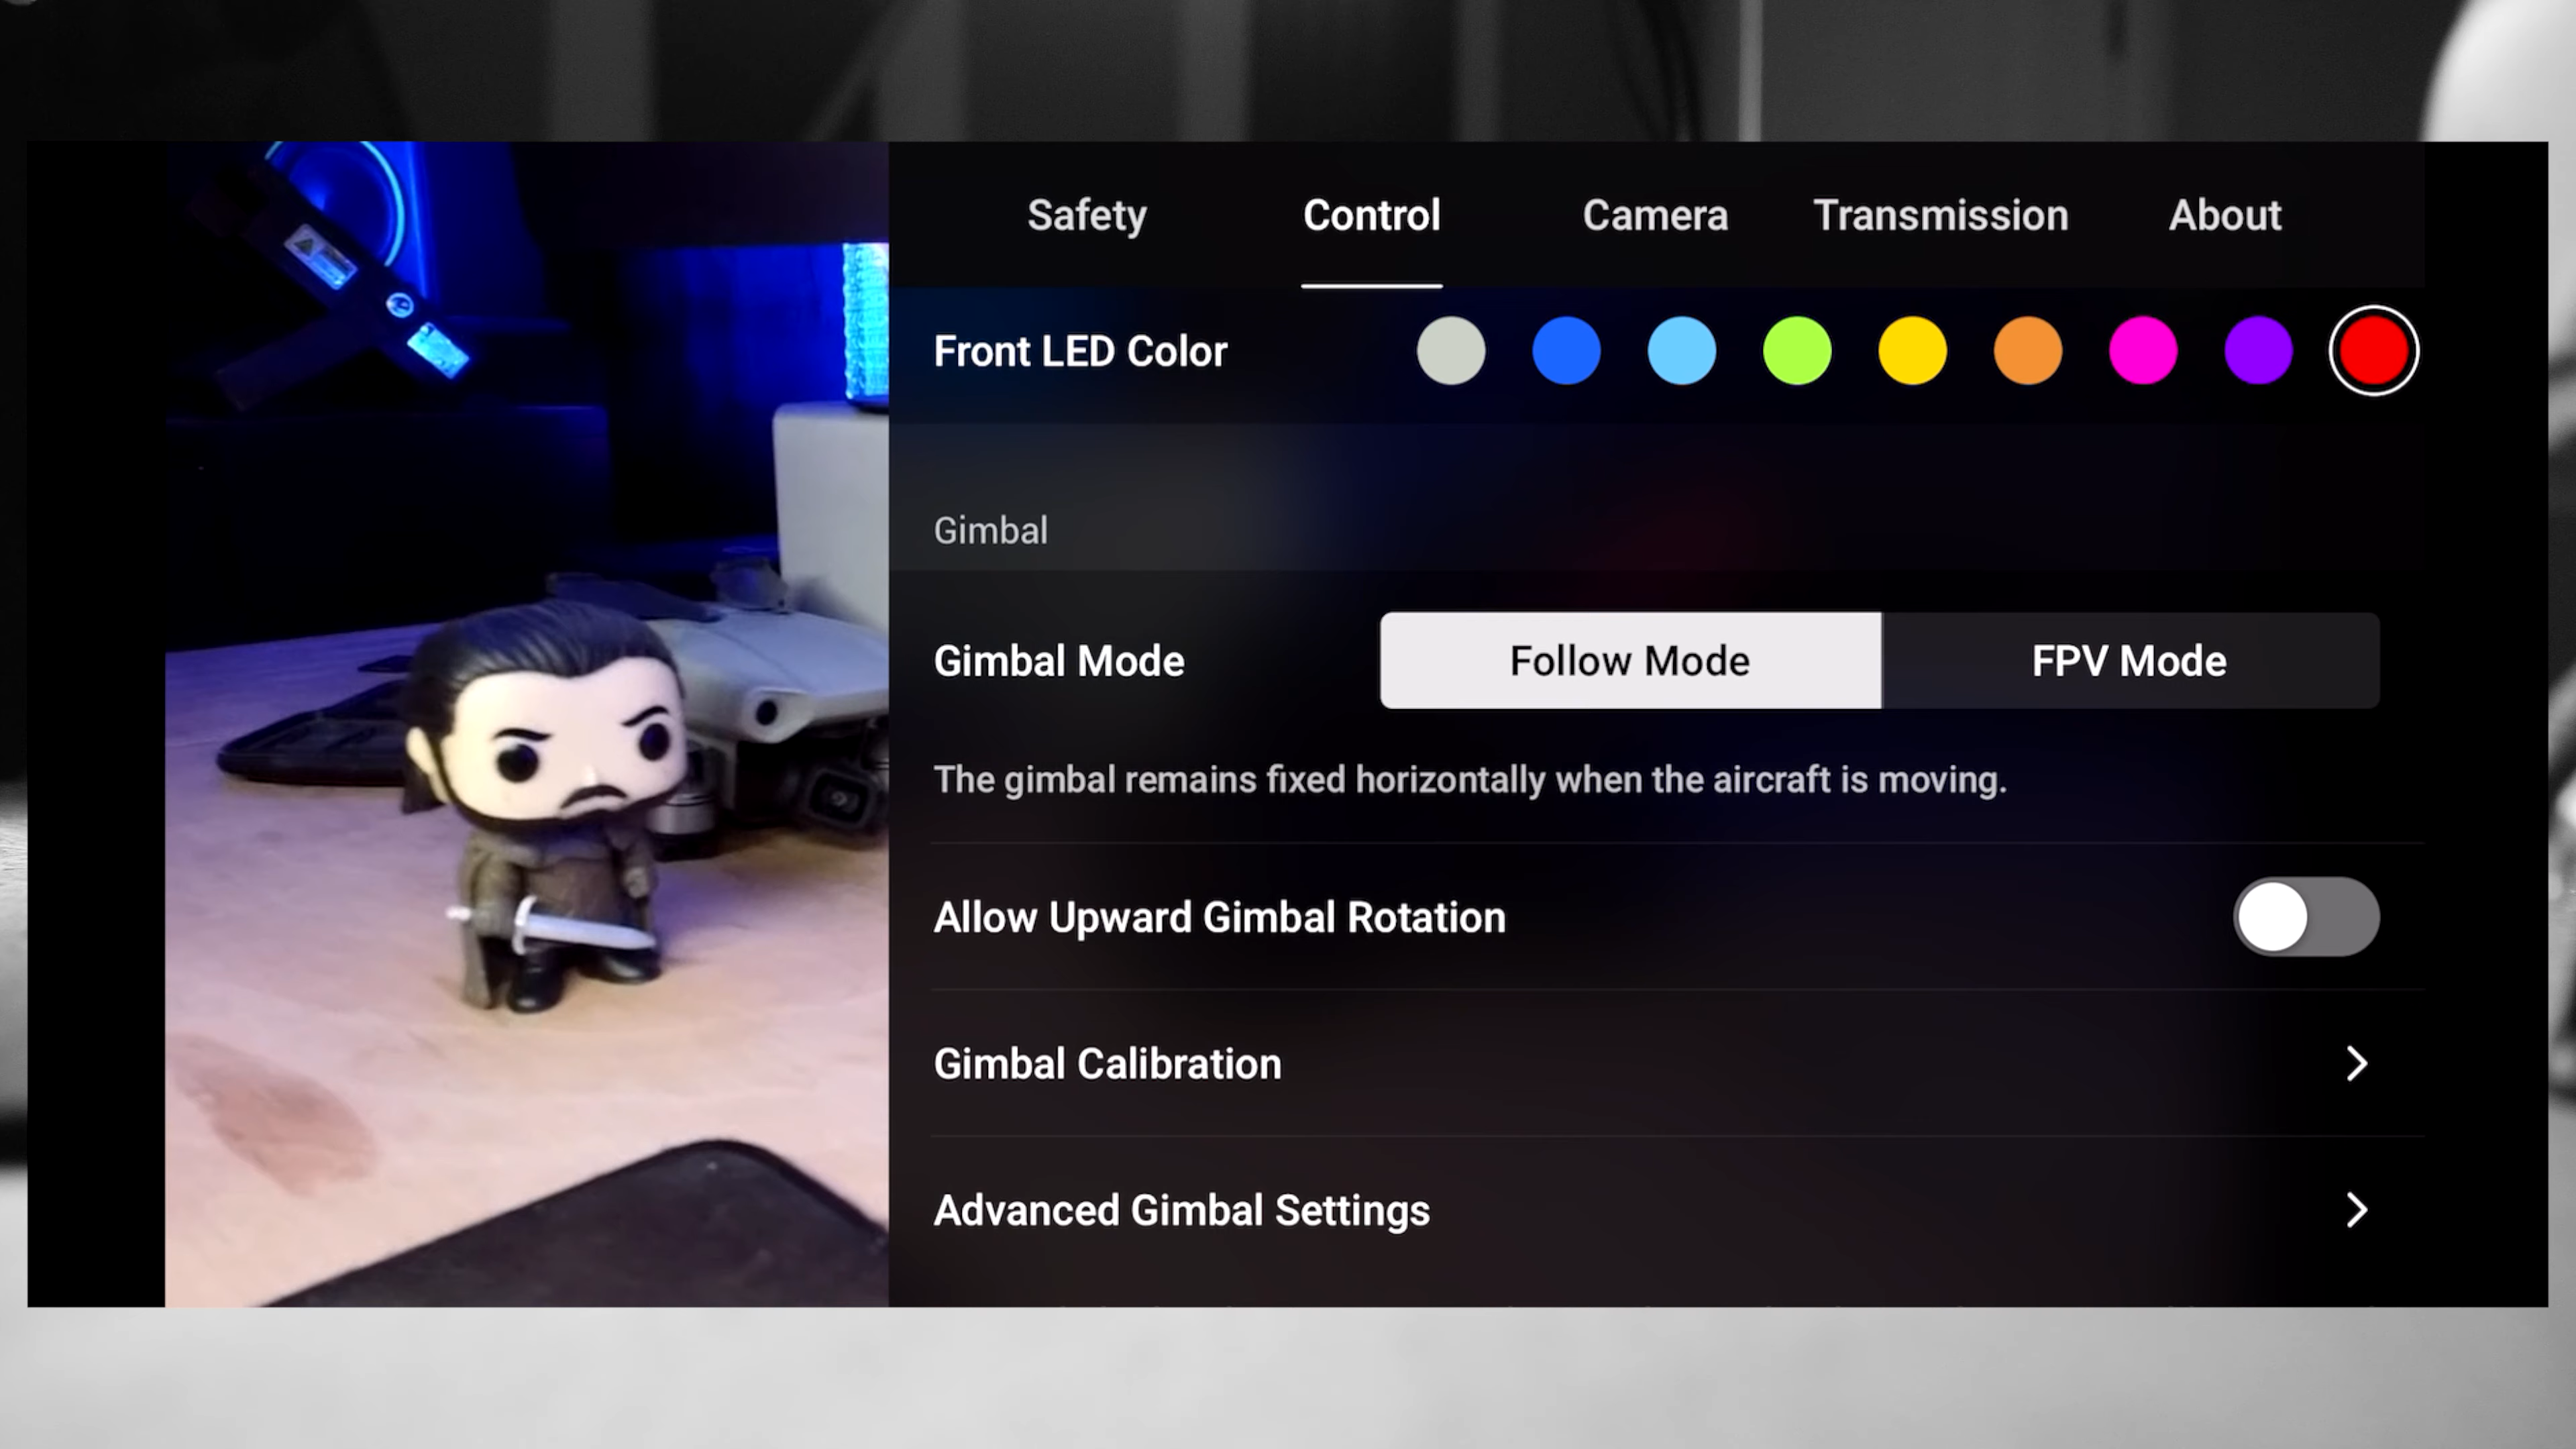 Safety Control Camera Transmission About
Front LED Color
Gimbal
Gimbal Mode Follow Mode FPV Mode
The gimbal remains fixed horizontally when the aircraft is moving.
Allow Upward Gimbal Rotation
Gimbal Calibration
Advanced Gimbal Settings